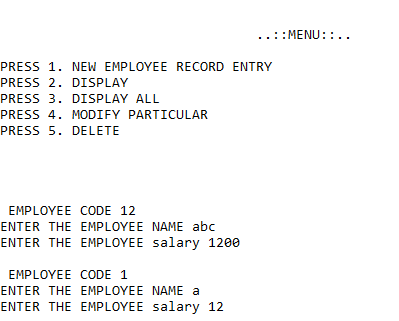 ..::MENU::..
PRESS 1. NEW EMPLOYEE RECORD ENTRY
PRESS 2. DISPLAY
PRESS 3. DISPLAY ALL
PRESS 4. MODIFY PARTICULAR
PRESS 5. DELETE
EMPLOYEE CODE 12
ENTER THE EMPLOYEE NAME abc
ENTER THE EMPLOYEE salary 1200
EMPLOYEE CODE 1
ENTER THE EMPLOYEE NAME a
ENTER THE EMPLOYEE salary 12